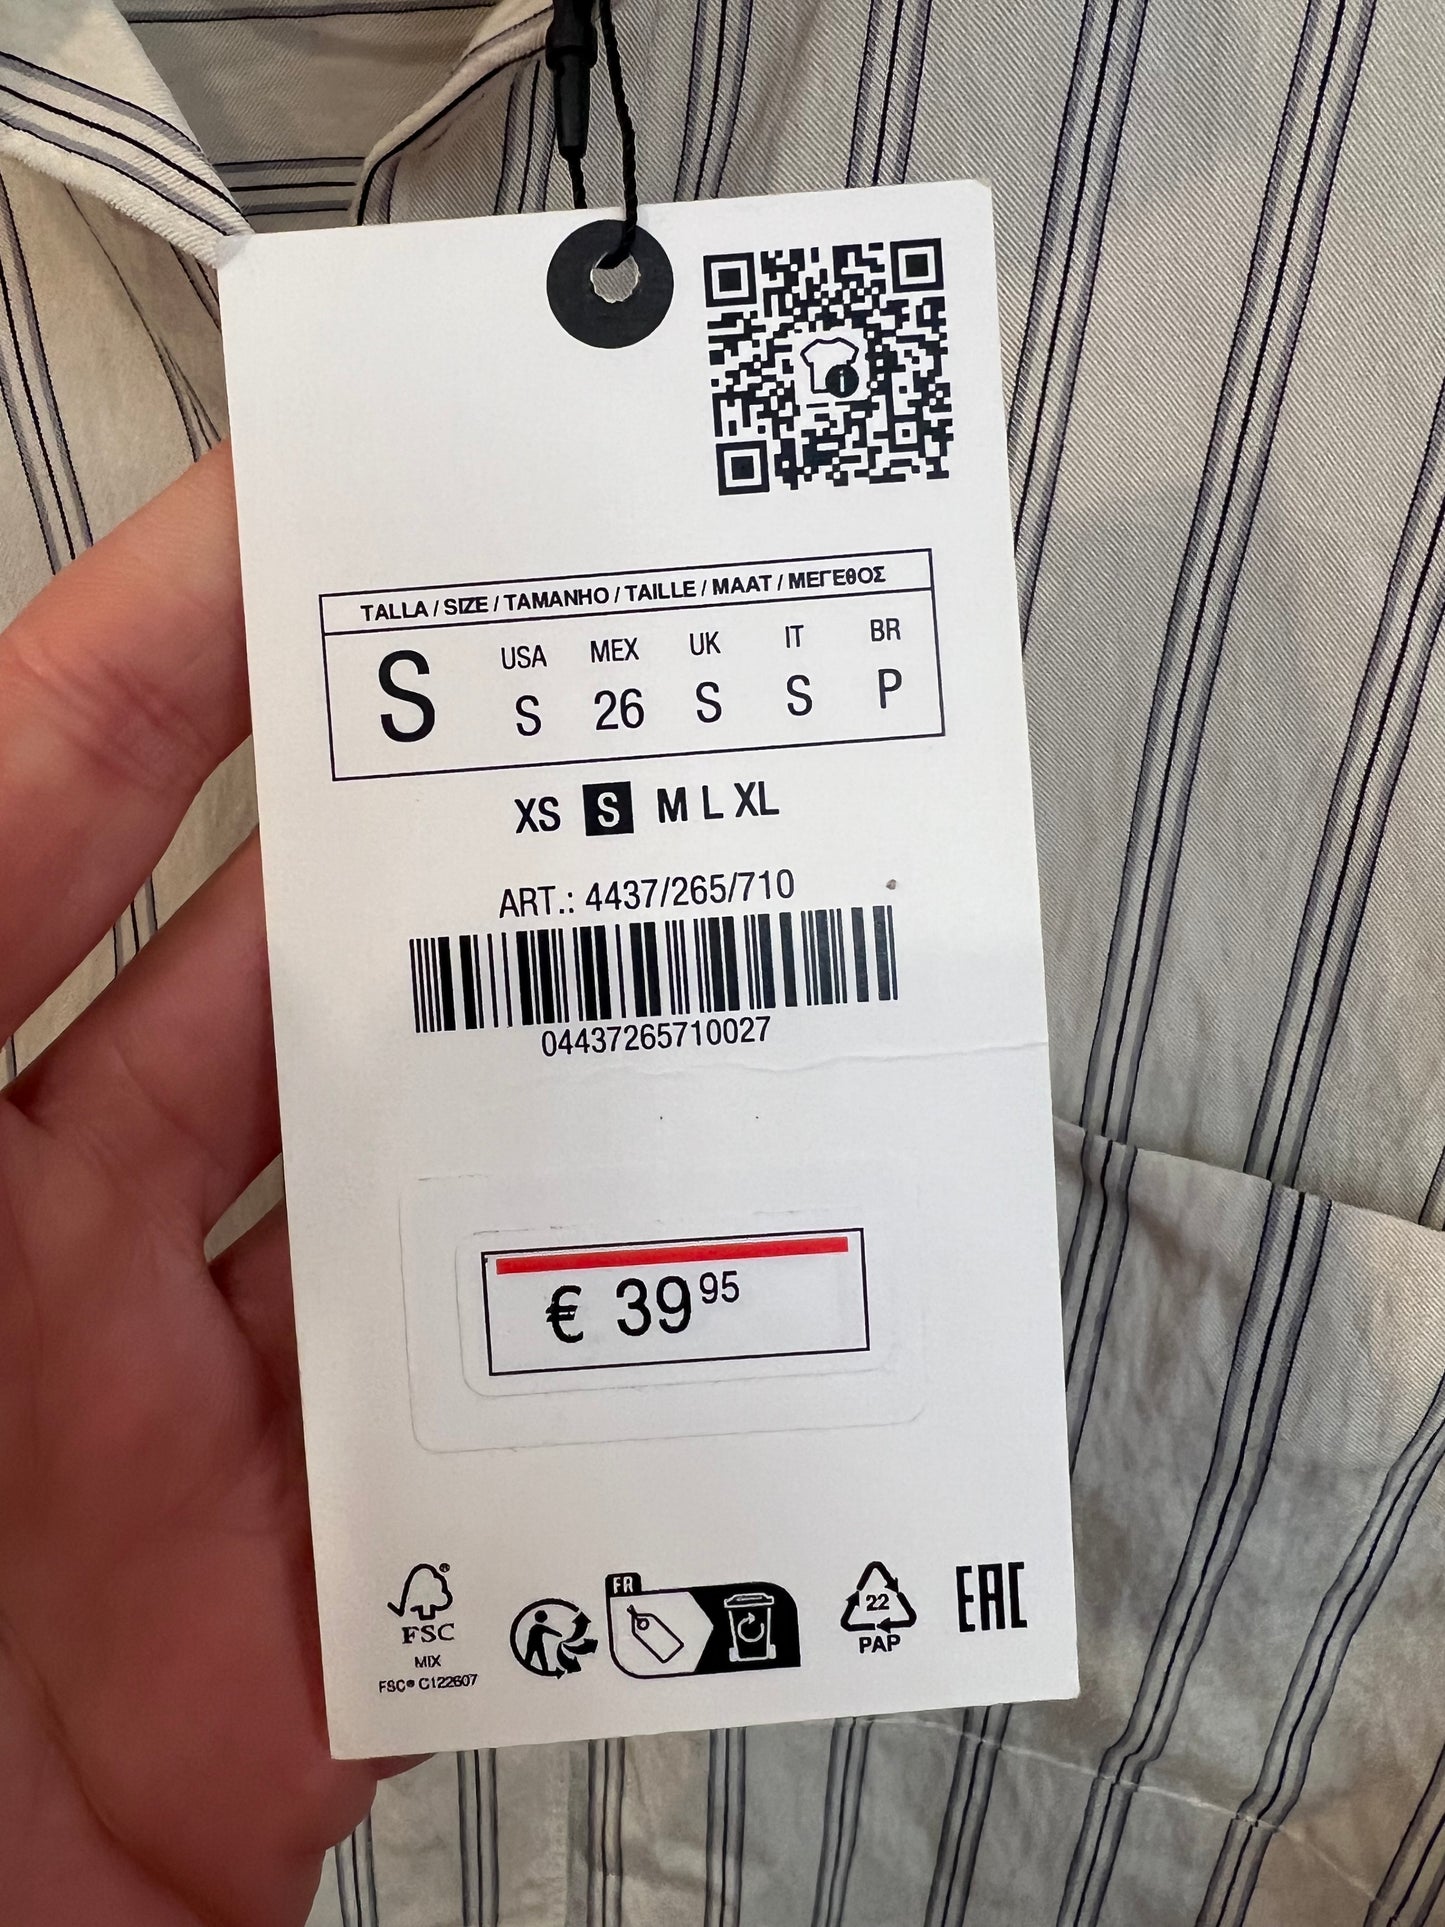 TALLA / SIZE / TAMANHO / TAILLE / MAAT / ΜΕΓΕΘΟΣ
USA MEX UK IT BR
S S 26 S S P
XS S M L XL
ART.: 4437/265/710
04437265710027
€ 39 95
FR
22
PAP
EAC
FSC®
MIX
FSC® C122607